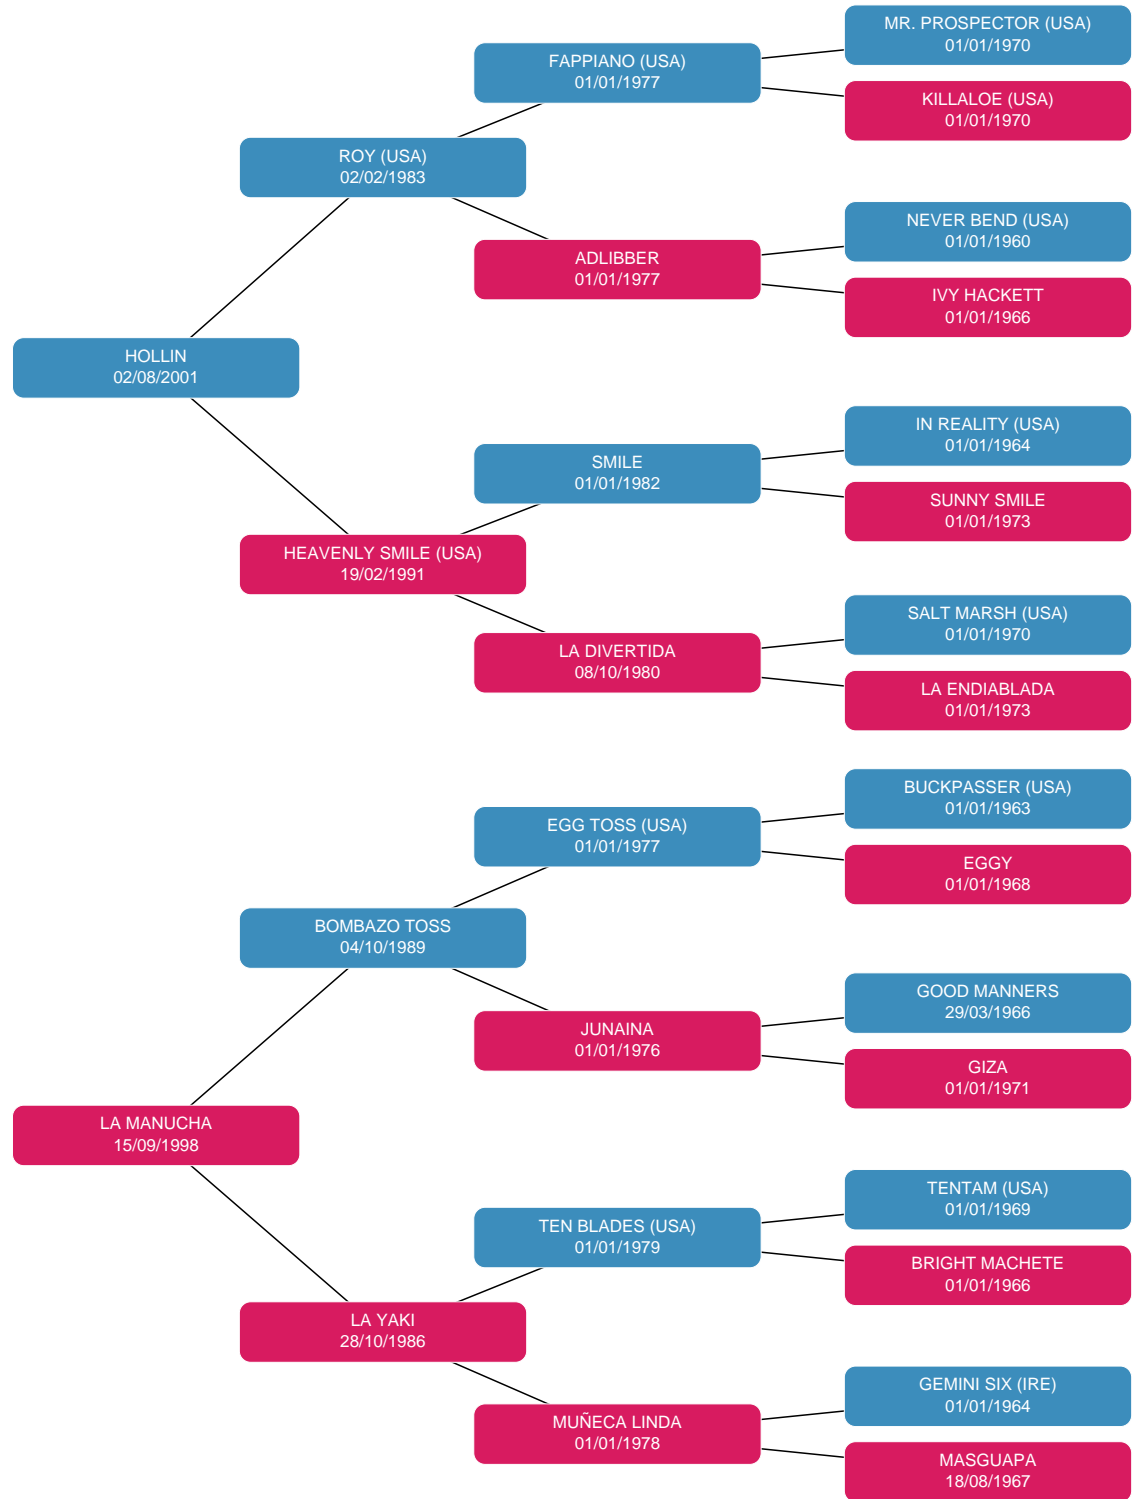 MR. PROSPECTOR (USA)
01/01/1970
FAPPIANO (USA)
01/01/1977
KILLALOE (USA)
01/01/1970
ROY (USA)
02/02/1983
NEVER BEND (USA)
01/01/1960
ADLIBBER
01/01/1977
IVY HACKETT
01/01/1966
HOLLIN
02/08/2001
IN REALITY (USA)
01/01/1964
SMILE
01/01/1982
SUNNY SMILE
01/01/1973
HEAVENLY SMILE (USA)
19/02/1991
SALT MARSH (USA)
01/01/1970
LA DIVERTIDA
08/10/1980
LA ENDIABLADA
01/01/1973
BUCKPASSER (USA)
01/01/1963
EGG TOSS (USA)
01/01/1977
EGGY
01/01/1968
BOMBAZO TOSS
04/10/1989
GOOD MANNERS
29/03/1966
JUNAINA
01/01/1976
GIZA
01/01/1971
LA MANUCHA
15/09/1998
TENTAM (USA)
01/01/1969
TEN BLADES (USA)
01/01/1979
BRIGHT MACHETE
01/01/1966
LA YAKI
28/10/1986
GEMINI SIX (IRE)
01/01/1964
MUÑECA LINDA
01/01/1978
MASGUAPA
18/08/1967